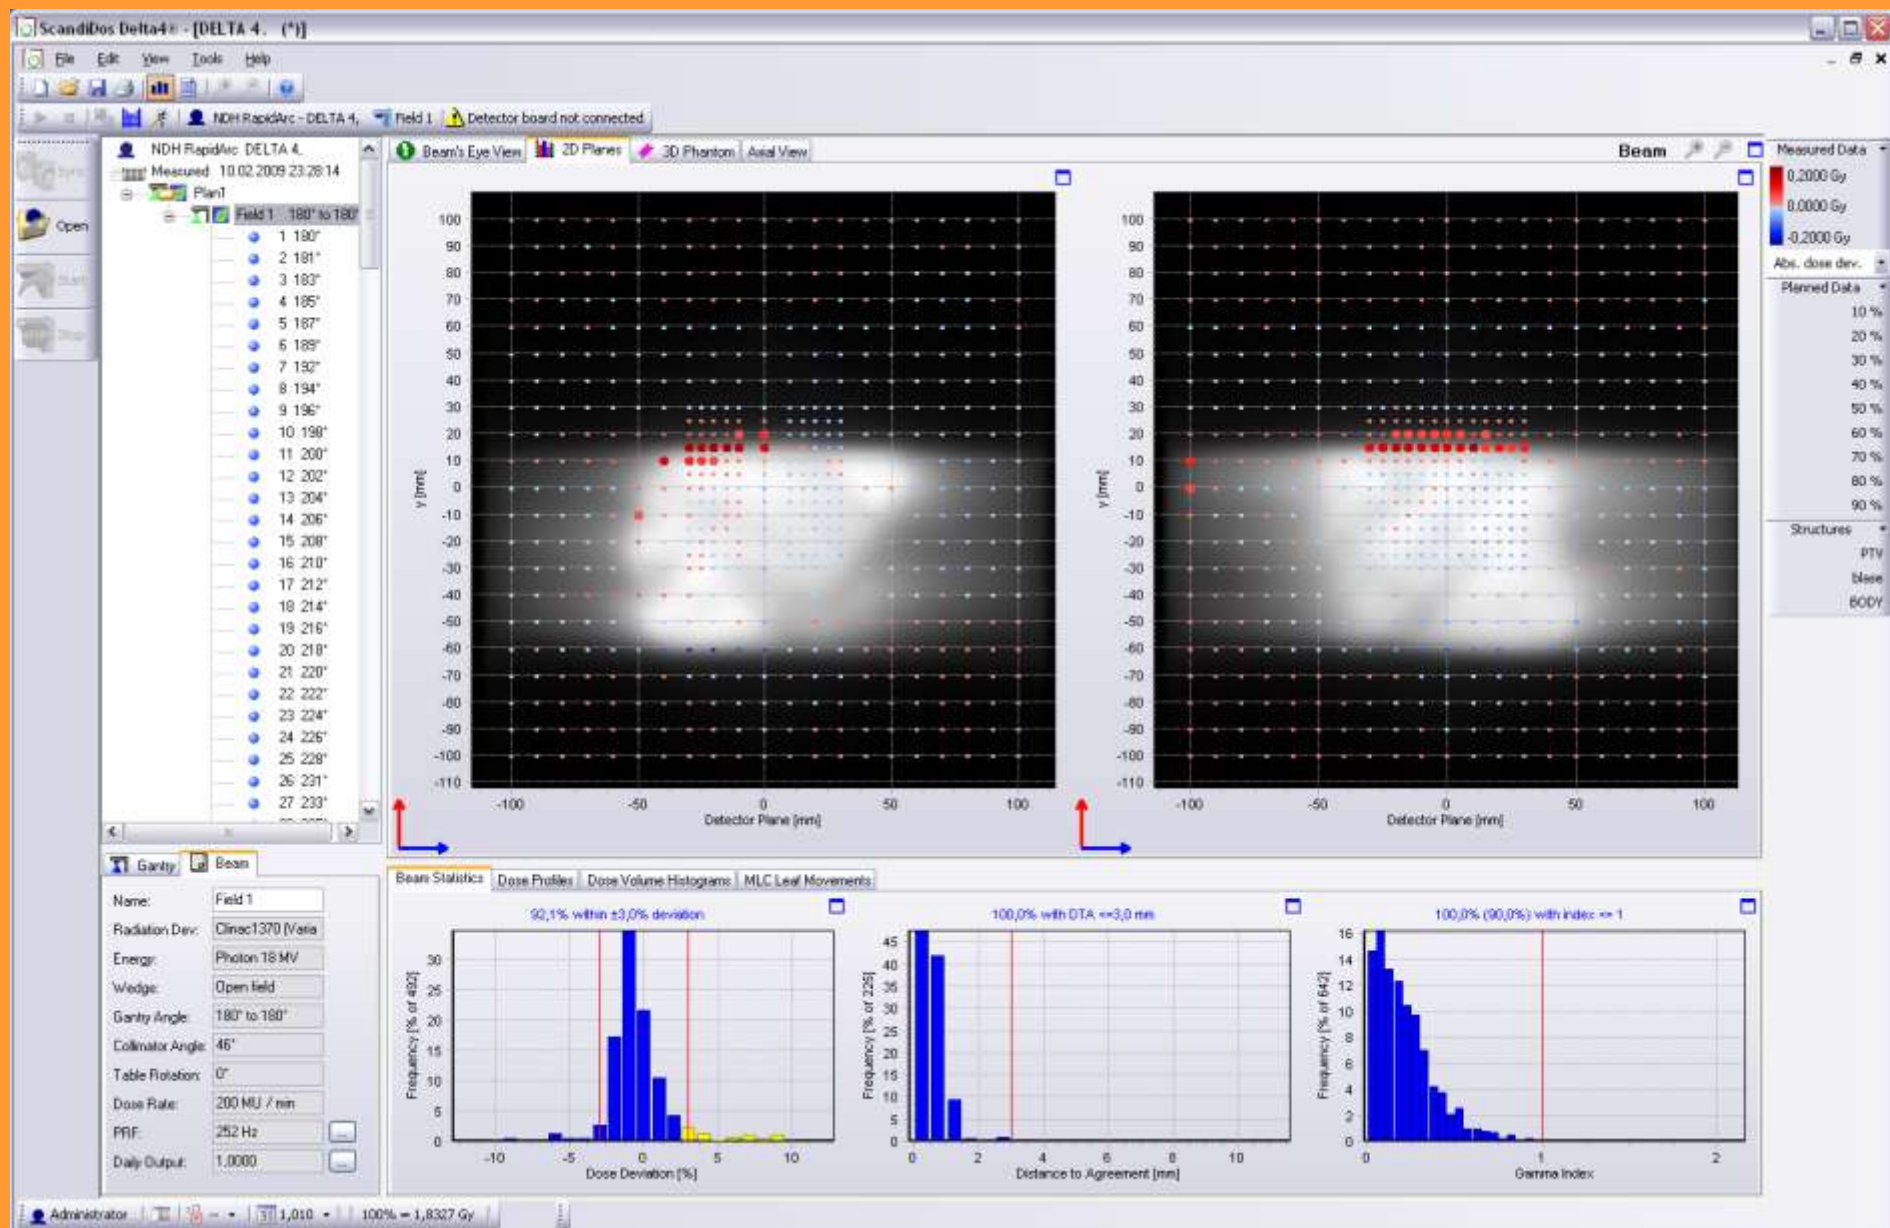 ScandiDos Delta4® - [DELTA 4. (*)]
File Edit View Tools Help
NDH RapidArc - DELTA 4, Field 1 Detector board not connected
Sync
Open
Start
Stop
NDH RapidArc DELTA 4,
Measured 10.02.2009 23:28:14
Plan1
Field 1 180° to 180°
1 180°
2 181°
3 183°
4 185°
5 187°
6 189°
7 192°
8 194°
9 196°
10 198°
11 200°
12 202°
13 204°
14 206°
15 208°
16 210°
17 212°
18 214°
19 216°
20 218°
21 220°
22 222°
23 224°
24 226°
25 228°
26 231°
27 233°
Beam's Eye View 2D Planes 3D Phantom Axial View
Beam
100
90
80
70
60
50
40
30
20
10
0
-10
-20
-30
-40
-50
-60
-70
-80
-90
-100
-110
y [mm]
-100 -50 0 50 100
Detector Plane [mm]
100
90
80
70
60
50
40
30
20
10
0
-10
-20
-30
-40
-50
-60
-70
-80
-90
-100
-110
y [mm]
-100 -50 0 50 100
Detector Plane [mm]
Measured Data
0,2000 Gy
0,0000 Gy
-0,2000 Gy
Abs. dose dev.
Planned Data
10 %
20 %
30 %
40 %
50 %
60 %
70 %
80 %
90 %
Structures
PTV
blase
BODY
Gantry Beam
Name: Field 1
Radiation Dev: Clinac1370 (Varia
Energy: Photon 18 MV
Wedge: Open field
Gantry Angle: 180° to 180°
Collimator Angle: 46°
Table Rotation: 0°
Dose Rate: 200 MU / min
PRF: 252 Hz ...
Daily Output: 1,0000 ...
Beam Statistics Dose Profiles Dose Volume Histograms MLC Leaf Movements
92,1% within ±3,0% deviation
30
25
20
15
10
5
0
Frequency [% of 492]
-10 -5 0 5 10
Dose Deviation [%]
100,0% with DTA <=3,0 mm
45
40
35
30
25
20
15
10
5
0
Frequency [% of 225]
0 2 4 6 8 10
Distance to Agreement [mm]
100,0% (90,0%) with index <= 1
16
14
12
10
8
6
4
2
0
Frequency [% of 642]
0 1 2
Gamma Index
Administrator 1,010 100% = 1,8327 Gy